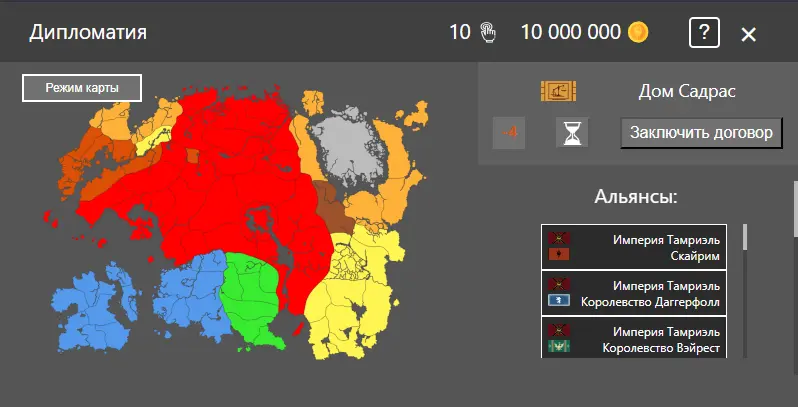 Дипломатия
10
10 000 000
?
×
Режим карты
Дом Садрас
-4
Заключить договор
Альянсы:
Империя Тамриэль
Скайрим
Империя Тамриэль
Королевство Даггерфолл
Империя Тамриэль
Королевство Вэйрест